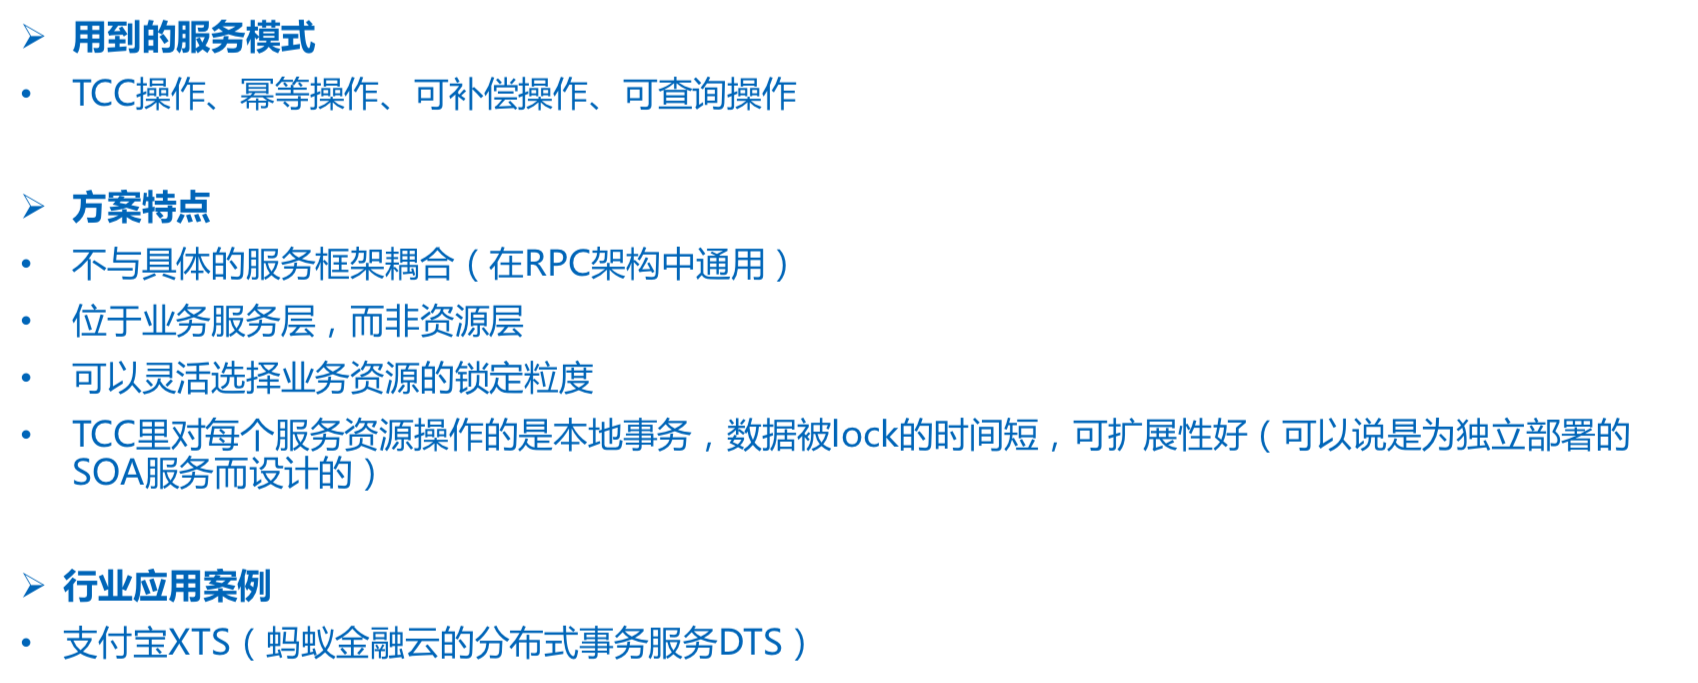 ➢ 用到的服务模式
• TCC操作、幂等操作、可补偿操作、可查询操作
➢ 方案特点
• 不与具体的服务框架耦合（在RPC架构中通用）
• 位于业务服务层，而非资源层
• 可以灵活选择业务资源的锁定粒度
• TCC里对每个服务资源操作的是本地事务，数据被lock的时间短，可扩展性好（可以说是为独立部署的
SOA服务而设计的）
➢ 行业应用案例
• 支付宝XTS（蚂蚁金融云的分布式事务服务DTS）